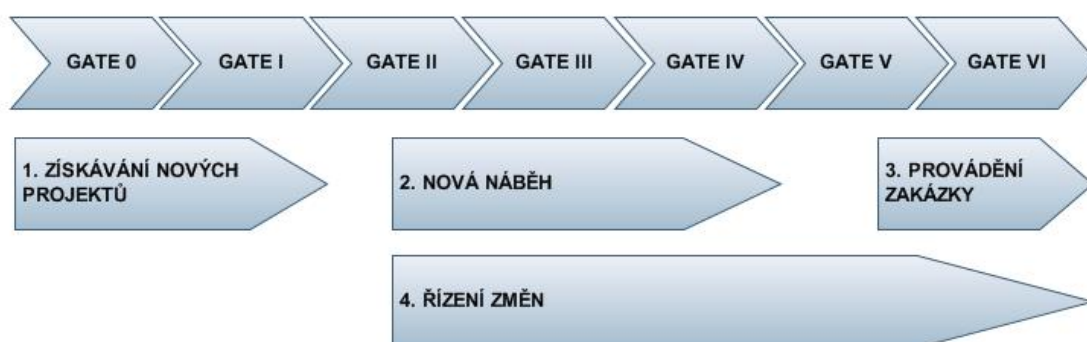 GATE 0 GATE I GATE II GATE III GATE IV GATE V GATE VI
1. ZÍSKÁVÁNÍ NOVÝCH
PROJEKTŮ
2. NOVÁ NÁBĚH
3. PROVÁDĚNÍ
ZAKÁZKY
4. ŘÍZENÍ ZMĚN